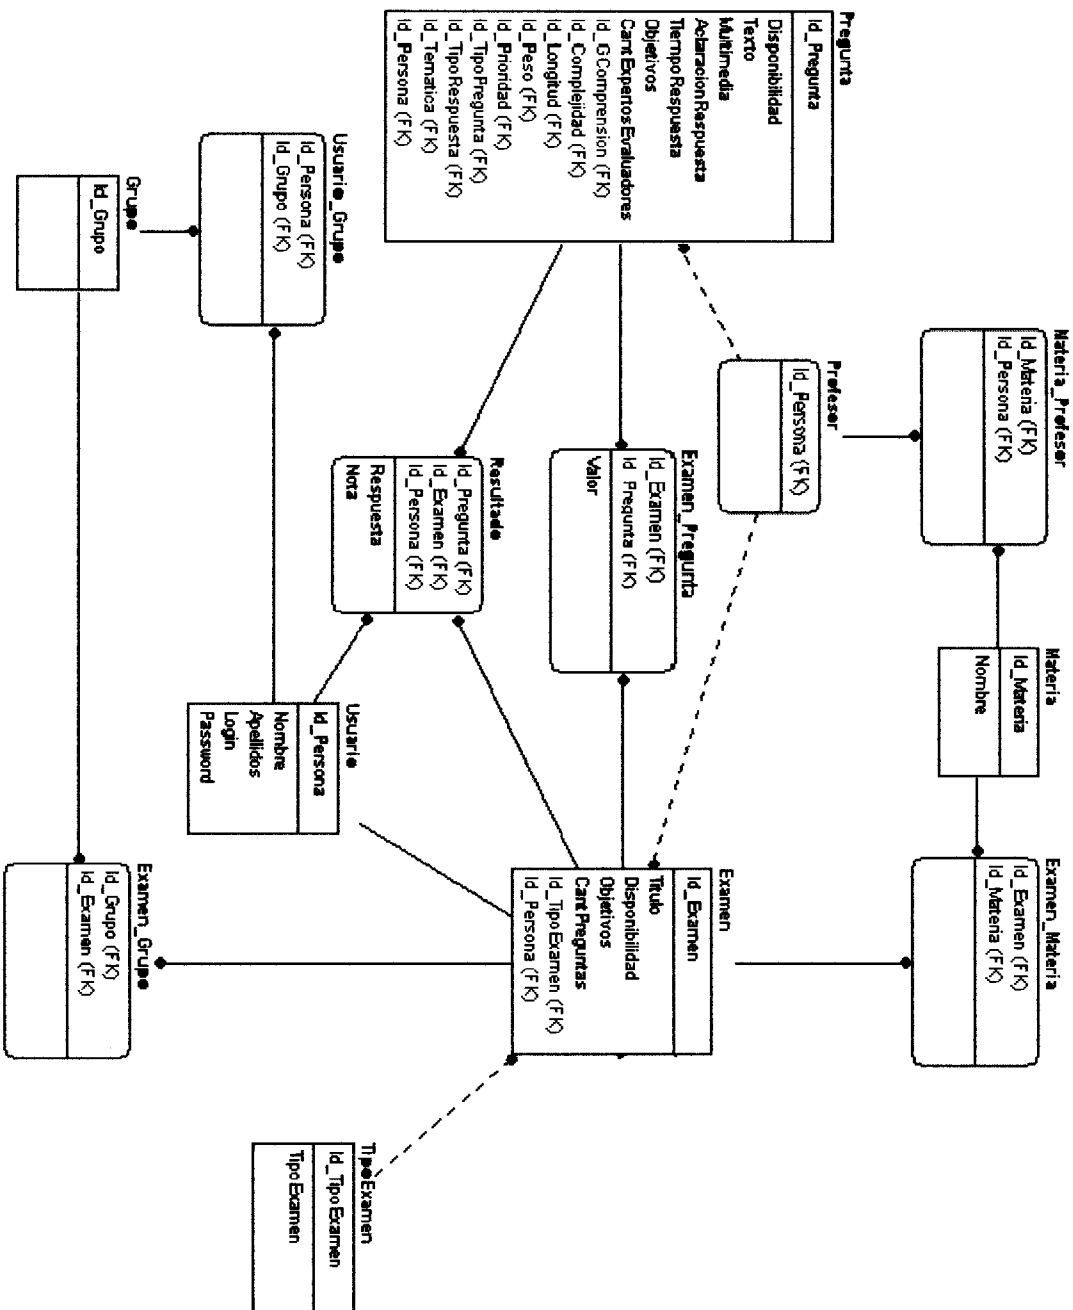 Materia_Profesor
Id_Materia (FK)
Id_Persona (FK)
Materia
Id_Materia
Nombre
Examen_Materia
Id_Examen (FK)
Id_Materia (FK)
Pregunta
Id_Pregunta
Disponibilidad
Texto
Multimedia
AclaracionRespuesta
TiempoRespuesta
Objetivos
CantExpertosEvaluadores
Id_GComprension (FK)
Id_Complejidad (FK)
Id_Longitud (FK)
Id_Peso (FK)
Id_Prioridad (FK)
Id_TipoPregunta (FK)
Id_TipoRespuesta (FK)
Id_Tematica (FK)
Id_Persona (FK)
Profesor
Id_Persona (FK)
Examen_Pregunta
Id_Examen (FK)
Id_Pregunta (FK)
Valor
Examen
Id_Examen
Titulo
Disponibilidad
Objetivos
CantPreguntas
Id_TipoExamen (FK)
Id_Persona (FK)
Resultado
Id_Pregunta (FK)
Id_Examen (FK)
Id_Persona (FK)
Respuesta
Nota
Usuario_Grupo
Id_Persona (FK)
Id_Grupo (FK)
Usuario
Id_Persona
Nombre
Apellidos
Login
Password
TipoExamen
Id_TipoExamen
TipoExamen
Grupo
Id_Grupo
Examen_Grupo
Id_Grupo (FK)
Id_Examen (FK)